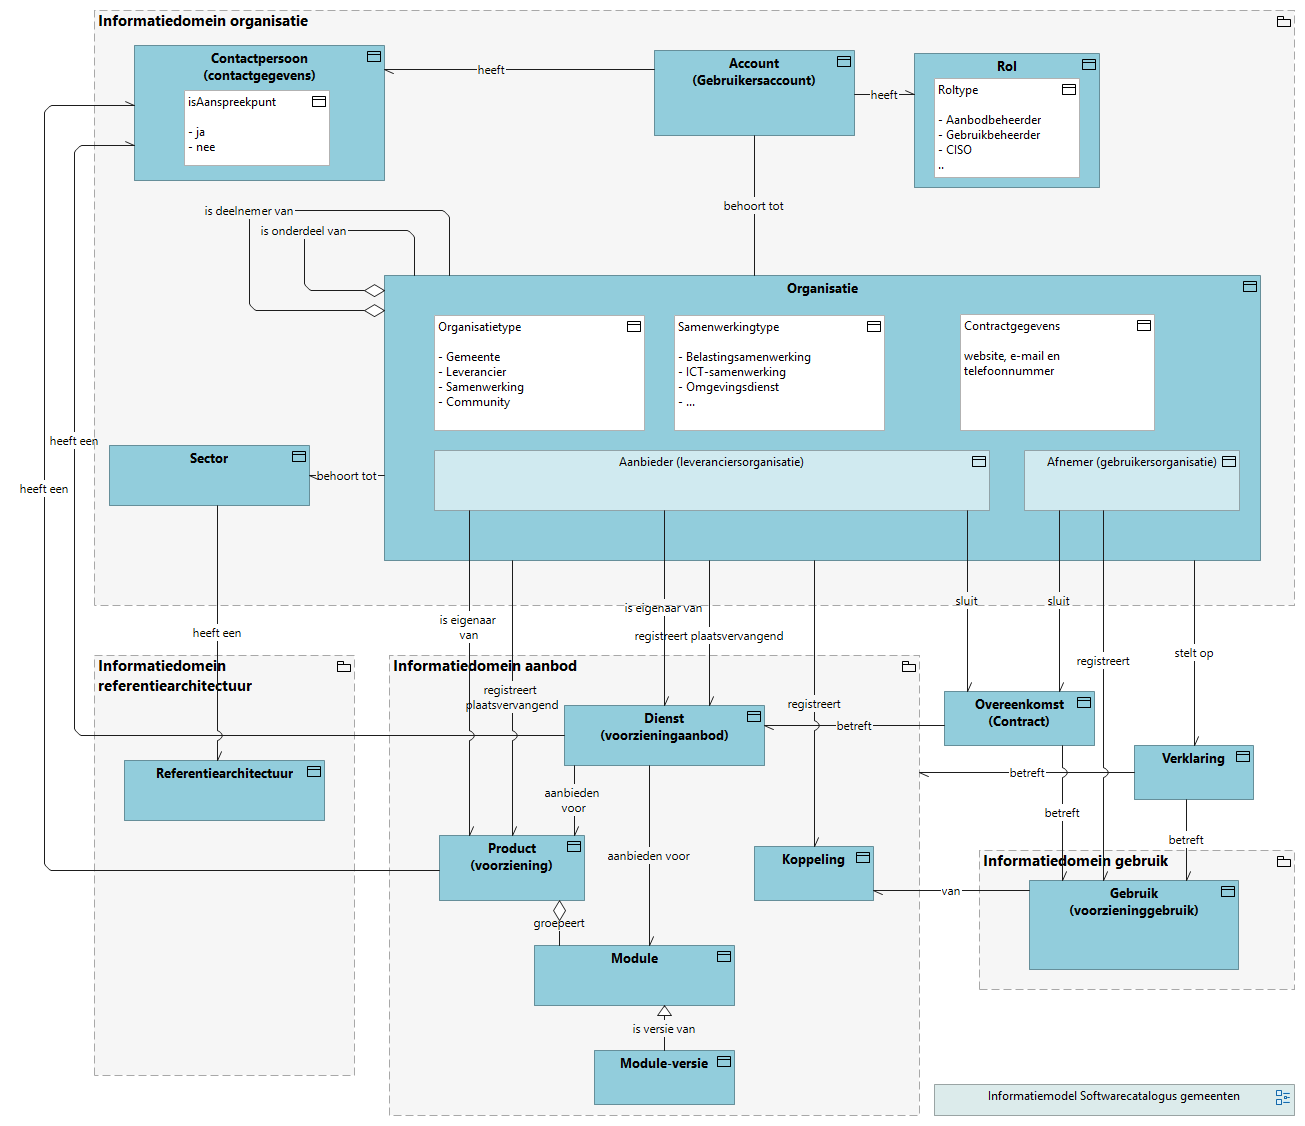 Informatiedomein organisatie
Contactpersoon
(contactgegevens)
isAanspreekpunt
- ja
- nee
heeft
Account
(Gebruikersaccount)
heeft
Rol
Roltype
- Aanbodbeheerder
- Gebruikbeheerder
- CISO
..
is deelnemer van
is onderdeel van
behoort tot
Organisatie
Organisatietype
- Gemeente
- Leverancier
- Samenwerking
- Community
Samenwerkingtype
- Belastingsamenwerking
- ICT-samenwerking
- Omgevingsdienst
- ...
Contractgegevens
website, e-mail en
telefoonnummer
heeft een
heeft een
Sector
behoort tot
Aanbieder (leveranciersorganisatie)
Afnemer (gebruikersorganisatie)
heeft een
is eigenaar
van
is eigenaar van
registreert plaatsvervangend
sluit
sluit
registreert
stelt op
Informatiedomein
referentiearchitectuur
Informatiedomein aanbod
registreert
plaatsvervangend
registreert
Dienst
(voorzieningaanbod)
betreft
Overeenkomst
(Contract)
Verklaring
betreft
Referentiearchitectuur
aanbieden
voor
betreft
betreft
Product
(voorziening)
aanbieden voor
Koppeling
van
Informatiedomein gebruik
Gebruik
(voorzieninggebruik)
groepeert
Module
is versie van
Module-versie
Informatiemodel Softwarecatalogus gemeenten